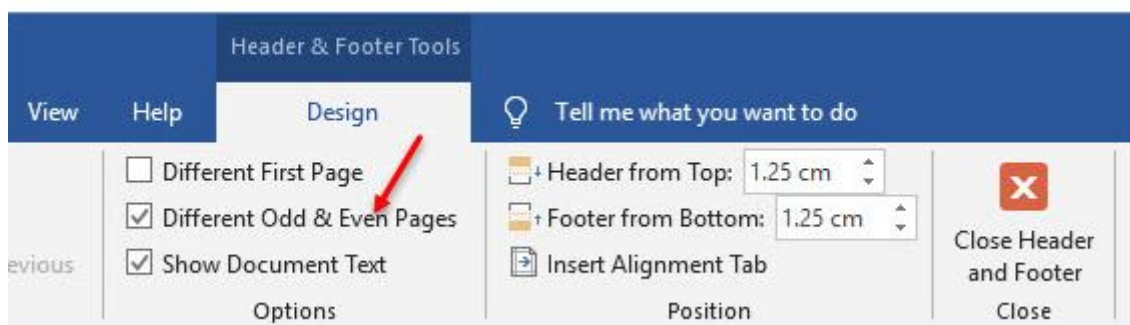 Header & Footer Tools
View Help Design Tell me what you want to do
Different First Page Header from Top: 1.25 cm
Different Odd & Even Pages Footer from Bottom: 1.25 cm
evious Show Document Text Insert Alignment Tab
Close Header
and Footer
Options Position Close